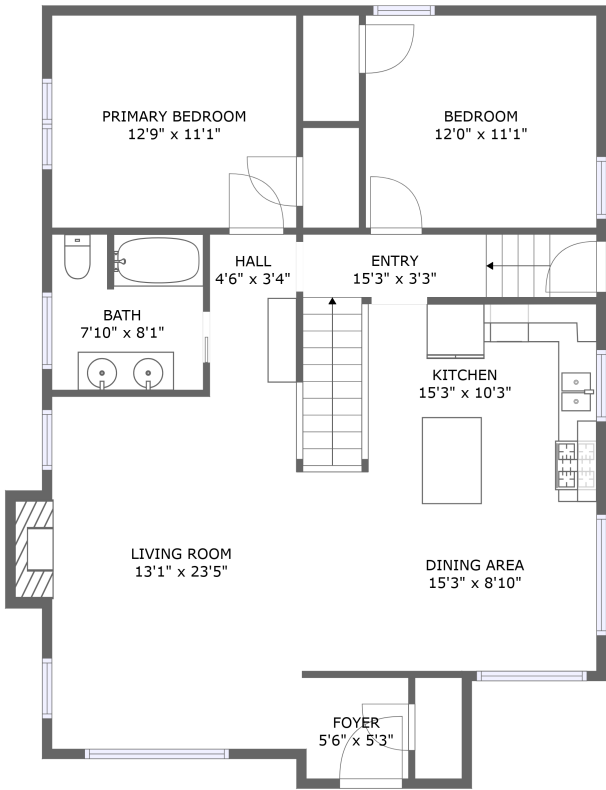 PRIMARY BEDROOM
12'9" x 11'1"
BEDROOM
12'0" x 11'1"
HALL
4'6" x 3'4"
ENTRY
15'3" x 3'3"
BATH
7'10" x 8'1"
KITCHEN
15'3" x 10'3"
LIVING ROOM
13'1" x 23'5"
DINING AREA
15'3" x 8'10"
FOYER
5'6" x 5'3"